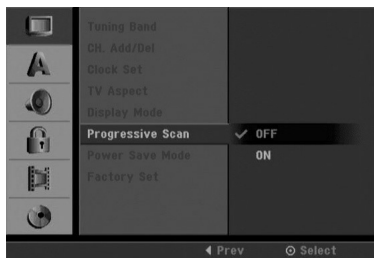 Tuning Band
CH. Add/Del
Clock Set
TV Aspect
Display Mode
Progressive Scan ✓ OFF
Power Save Mode ON
Factory Set
A
◀ Prev ⊙ Select